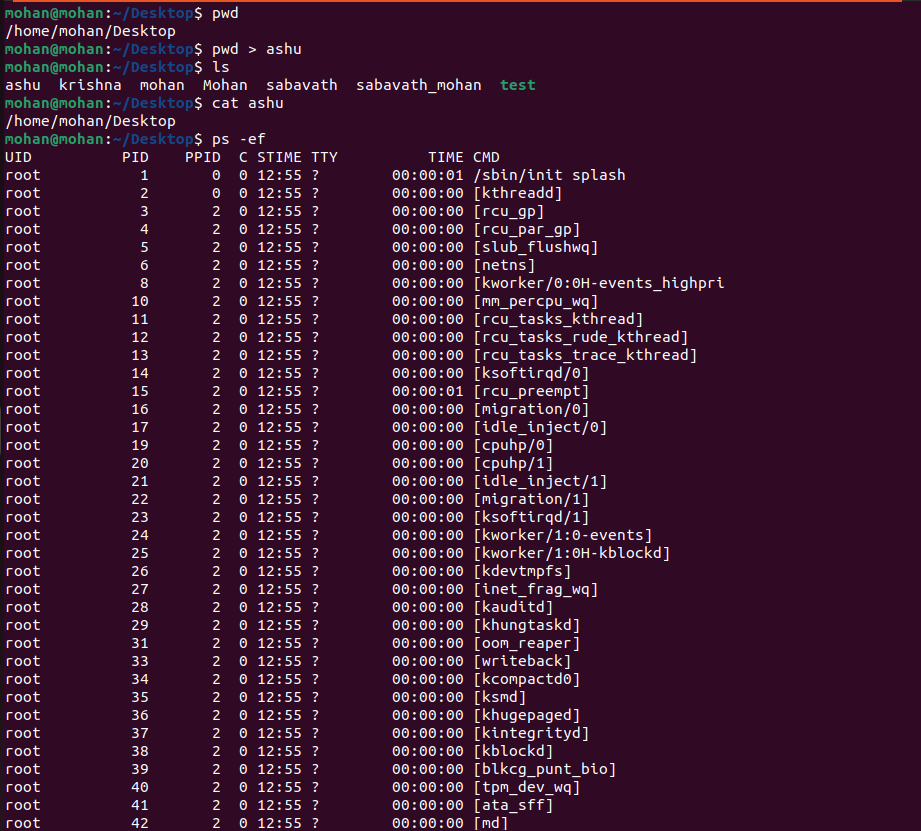 mohan@mohan:~/Desktop$ pwd
/home/mohan/Desktop
mohan@mohan:~/Desktop$ pwd > ashu
mohan@mohan:~/Desktop$ ls
ashu  krishna  mohan  Mohan  sabavath  sabavath_mohan  test
mohan@mohan:~/Desktop$ cat ashu
/home/mohan/Desktop
mohan@mohan:~/Desktop$ ps -ef
UID          PID    PPID  C STIME TTY          TIME CMD
root           1       0  0 12:55 ?        00:00:01 /sbin/init splash
root           2       0  0 12:55 ?        00:00:00 [kthreadd]
root           3       2  0 12:55 ?        00:00:00 [rcu_gp]
root           4       2  0 12:55 ?        00:00:00 [rcu_par_gp]
root           5       2  0 12:55 ?        00:00:00 [slub_flushwq]
root           6       2  0 12:55 ?        00:00:00 [netns]
root           8       2  0 12:55 ?        00:00:00 [kworker/0:0H-events_highpri
root          10       2  0 12:55 ?        00:00:00 [mm_percpu_wq]
root          11       2  0 12:55 ?        00:00:00 [rcu_tasks_kthread]
root          12       2  0 12:55 ?        00:00:00 [rcu_tasks_rude_kthread]
root          13       2  0 12:55 ?        00:00:00 [rcu_tasks_trace_kthread]
root          14       2  0 12:55 ?        00:00:00 [ksoftirqd/0]
root          15       2  0 12:55 ?        00:00:01 [rcu_preempt]
root          16       2  0 12:55 ?        00:00:00 [migration/0]
root          17       2  0 12:55 ?        00:00:00 [idle_inject/0]
root          19       2  0 12:55 ?        00:00:00 [cpuhp/0]
root          20       2  0 12:55 ?        00:00:00 [cpuhp/1]
root          21       2  0 12:55 ?        00:00:00 [idle_inject/1]
root          22       2  0 12:55 ?        00:00:00 [migration/1]
root          23       2  0 12:55 ?        00:00:00 [ksoftirqd/1]
root          24       2  0 12:55 ?        00:00:00 [kworker/1:0-events]
root          25       2  0 12:55 ?        00:00:00 [kworker/1:0H-kblockd]
root          26       2  0 12:55 ?        00:00:00 [kdevtmpfs]
root          27       2  0 12:55 ?        00:00:00 [inet_frag_wq]
root          28       2  0 12:55 ?        00:00:00 [kauditd]
root          29       2  0 12:55 ?        00:00:00 [khungtaskd]
root          31       2  0 12:55 ?        00:00:00 [oom_reaper]
root          33       2  0 12:55 ?        00:00:00 [writeback]
root          34       2  0 12:55 ?        00:00:00 [kcompactd0]
root          35       2  0 12:55 ?        00:00:00 [ksmd]
root          36       2  0 12:55 ?        00:00:00 [khugepaged]
root          37       2  0 12:55 ?        00:00:00 [kintegrityd]
root          38       2  0 12:55 ?        00:00:00 [kblockd]
root          39       2  0 12:55 ?        00:00:00 [blkcg_punt_bio]
root          40       2  0 12:55 ?        00:00:00 [tpm_dev_wq]
root          41       2  0 12:55 ?        00:00:00 [ata_sff]
root          42       2  0 12:55 ?        00:00:00 [md]